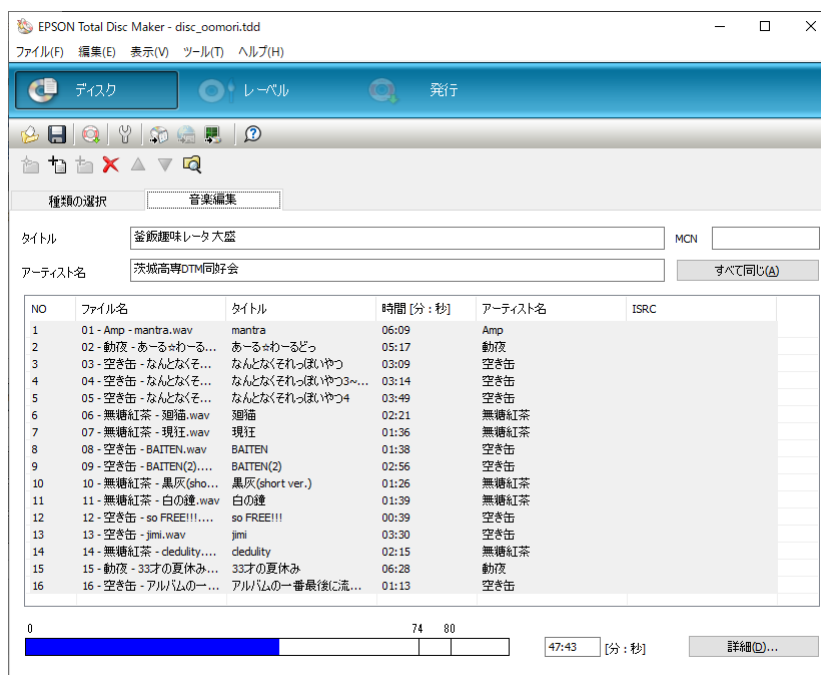 EPSON Total Disc Maker - disc_oomori.tdd
ファイル(F) 編集(E) 表示(V) ツール(T) ヘルプ(H)
ディスク レーベル 発行
種類の選択 音楽編集
タイトル 釜飯趣味レータ大盛 MCN
アーティスト名 茨城高専DTM同好会 すべて同じ(A)
NO ファイル名 タイトル 時間 [分 : 秒] アーティスト名 ISRC
1 01 - Amp - mantra.wav mantra 06:09 Amp
2 02 - 動夜 - あーる☆わーる... あーる☆わーるどっ 05:17 動夜
3 03 - 空き缶 - なんとなくそ... なんとなくそれっぽいやつ 03:09 空き缶
4 04 - 空き缶 - なんとなくそ... なんとなくそれっぽいやつ3~... 03:14 空き缶
5 05 - 空き缶 - なんとなくそ... なんとなくそれっぽいやつ4 03:49 空き缶
6 06 - 無糖紅茶 - 廻猫.wav 廻猫 02:21 無糖紅茶
7 07 - 無糖紅茶 - 現狂.wav 現狂 01:36 無糖紅茶
8 08 - 空き缶 - BAITEN.wav BAITEN 01:38 空き缶
9 09 - 空き缶 - BAITEN(2).... BAITEN(2) 02:56 空き缶
10 10 - 無糖紅茶 - 黒灰(sho... 黒灰(short ver.) 01:26 無糖紅茶
11 11 - 無糖紅茶 - 白の鐘.wav 白の鐘 01:39 無糖紅茶
12 12 - 空き缶 - so FREE!!!.... so FREE!!! 00:39 空き缶
13 13 - 空き缶 - jimi.wav jimi 03:30 空き缶
14 14 - 無糖紅茶 - cledulity.... cledulity 02:15 無糖紅茶
15 15 - 動夜 - 33才の夏休み... 33才の夏休み 06:28 動夜
16 16 - 空き缶 - アルバムの一... アルバムの一番最後に流... 01:13 空き缶
0 74 80
47:43 [分 : 秒] 詳細(D)...